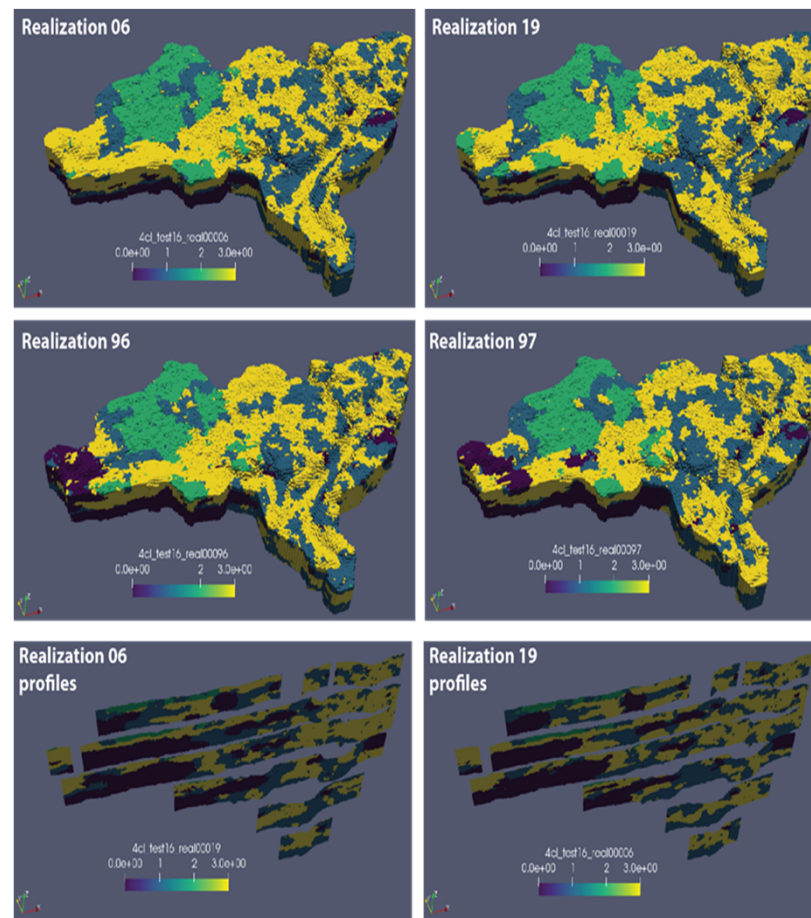 Realization 06
4cl_test16_real00006
0.0e+00 1 2 3.0e+00
Realization 19
4cl_test16_real00019
0.0e+00 1 2 3.0e+00
Realization 96
4cl_test16_real00096
0.0e+00 2 3.0e+00
Realization 97
4cl_test16_real00097
0.0e+00 1 2 3.0e+00
Realization 06
profiles
4cl_test16_real00019
0.0e+00 1 2 3.0e+00
Realization 19
profiles
4cl_test16_real00006
0.0e+00 1 2 3.0e+00